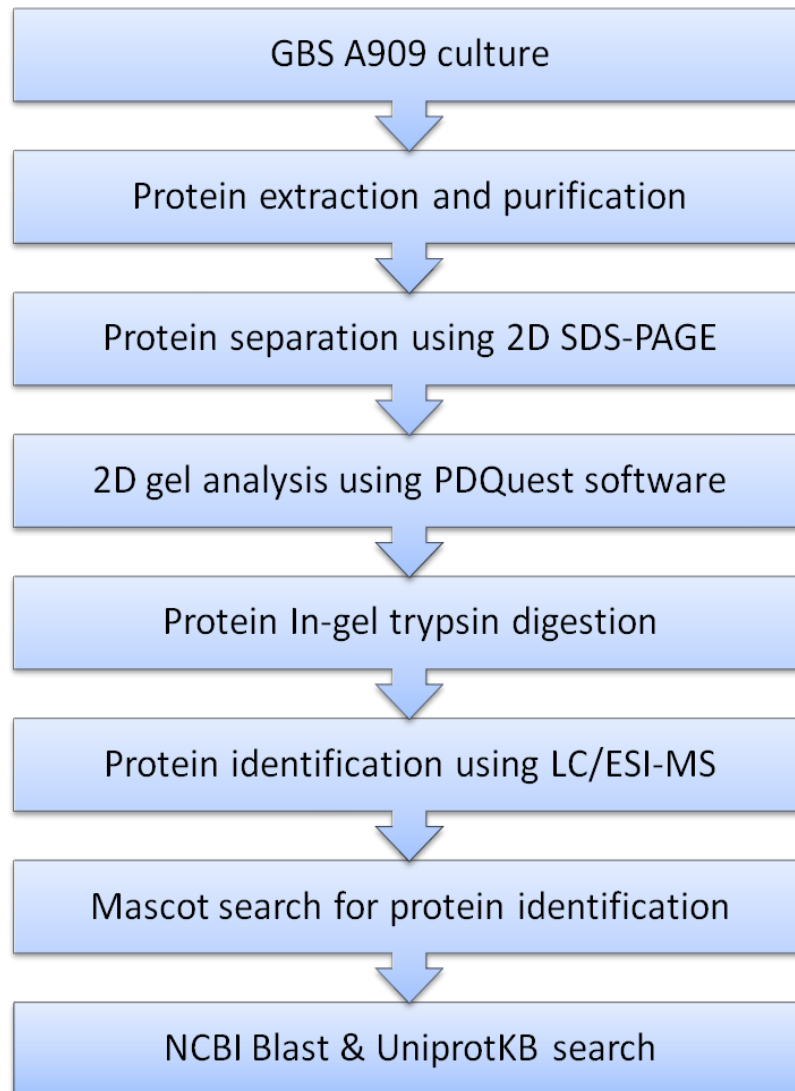 GBS A909 culture
Protein extraction and purification
Protein separation using 2D SDS-PAGE
2D gel analysis using PDQuest software
Protein In-gel trypsin digestion
Protein identification using LC/ESI-MS
Mascot search for protein identification
NCBI Blast & UniprotKB search